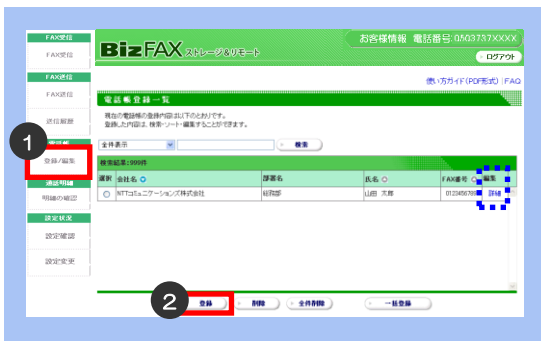 FAX受信
FAX受信
FAX送信
FAX送信
送信履歴
電話帳
登録/編集
通話明細
明細の確認
設定状況
設定確認
設定変更
1
BizFAX ストレージ&リモート
お客様情報 電話番号:0503737XXXX
ログアウト
使い方ガイド(PDF形式) | FAQ
電話帳登録一覧
現在の電話帳の登録内容は以下のとおりです。
登録した内容は、検索・ソート・編集することができます。
全件表示
検索
検索結果:999件
選択 会社名 部署名 氏名 FAX番号 編集
NTTコミュニケーションズ株式会社 総務部 山田 太郎 0123456789 詳細
2
登録 削除 全件削除 一括登録